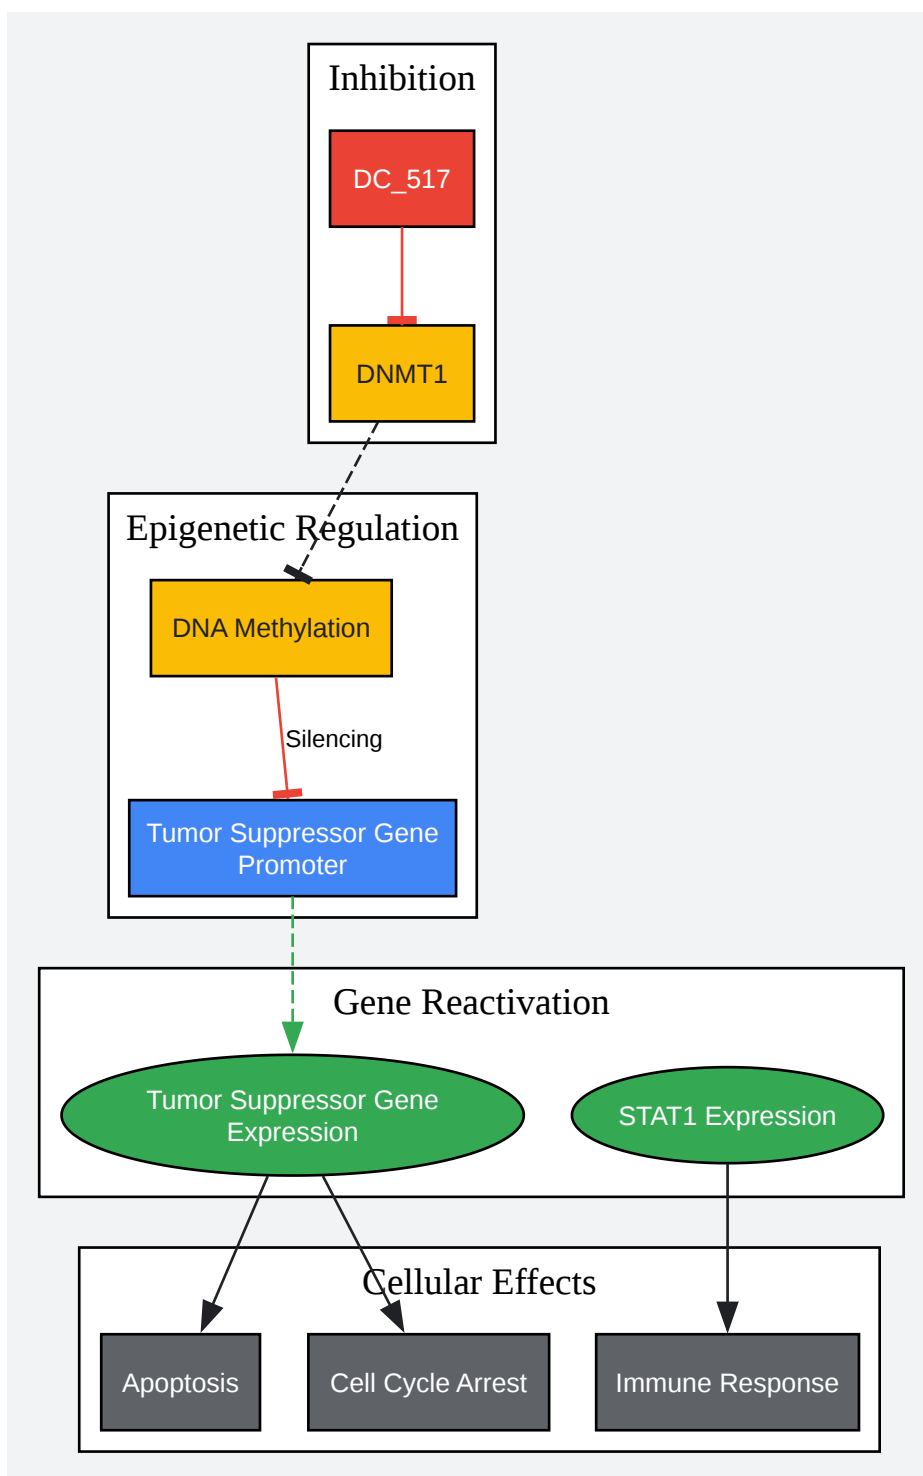 Inhibition
DC_517
DNMT1
Epigenetic Regulation
DNA Methylation
Silencing
Tumor Suppressor Gene
Promoter
Gene Reactivation
Tumor Suppressor Gene
Expression
STAT1 Expression
Cellular Effects
Apoptosis
Cell Cycle Arrest
Immune Response